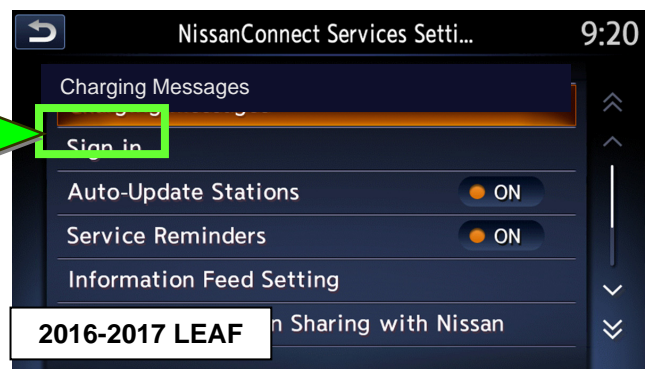 NissanConnect Services Setti... 9:20
Charging Messages
Sign in
Auto-Update Stations ON
Service Reminders ON
Information Feed Setting
2016-2017 LEAF n Sharing with Nissan